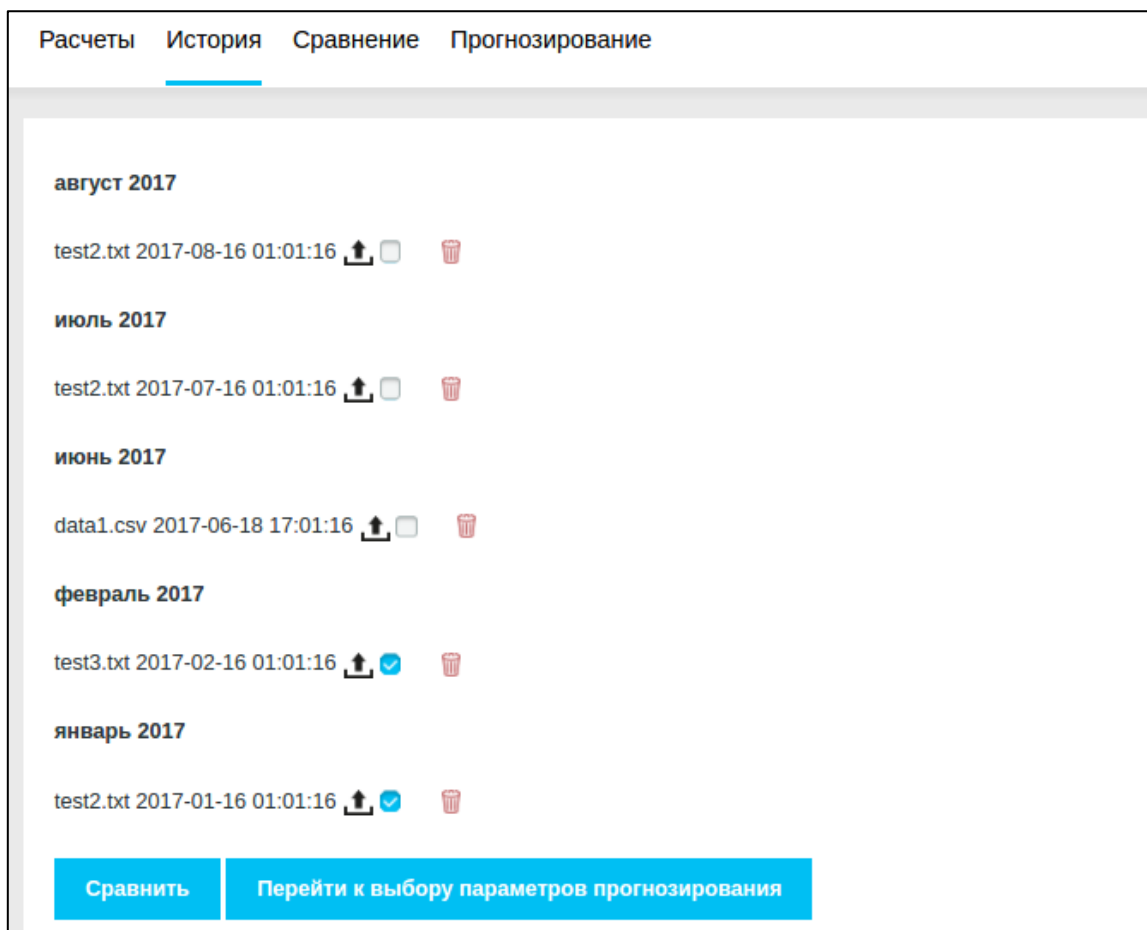 Расчеты История Сравнение Прогнозирование
август 2017
test2.txt 2017-08-16 01:01:16
июль 2017
test2.txt 2017-07-16 01:01:16
июнь 2017
data1.csv 2017-06-18 17:01:16
февраль 2017
test3.txt 2017-02-16 01:01:16
январь 2017
test2.txt 2017-01-16 01:01:16
Сравнить Перейти к выбору параметров прогнозирования